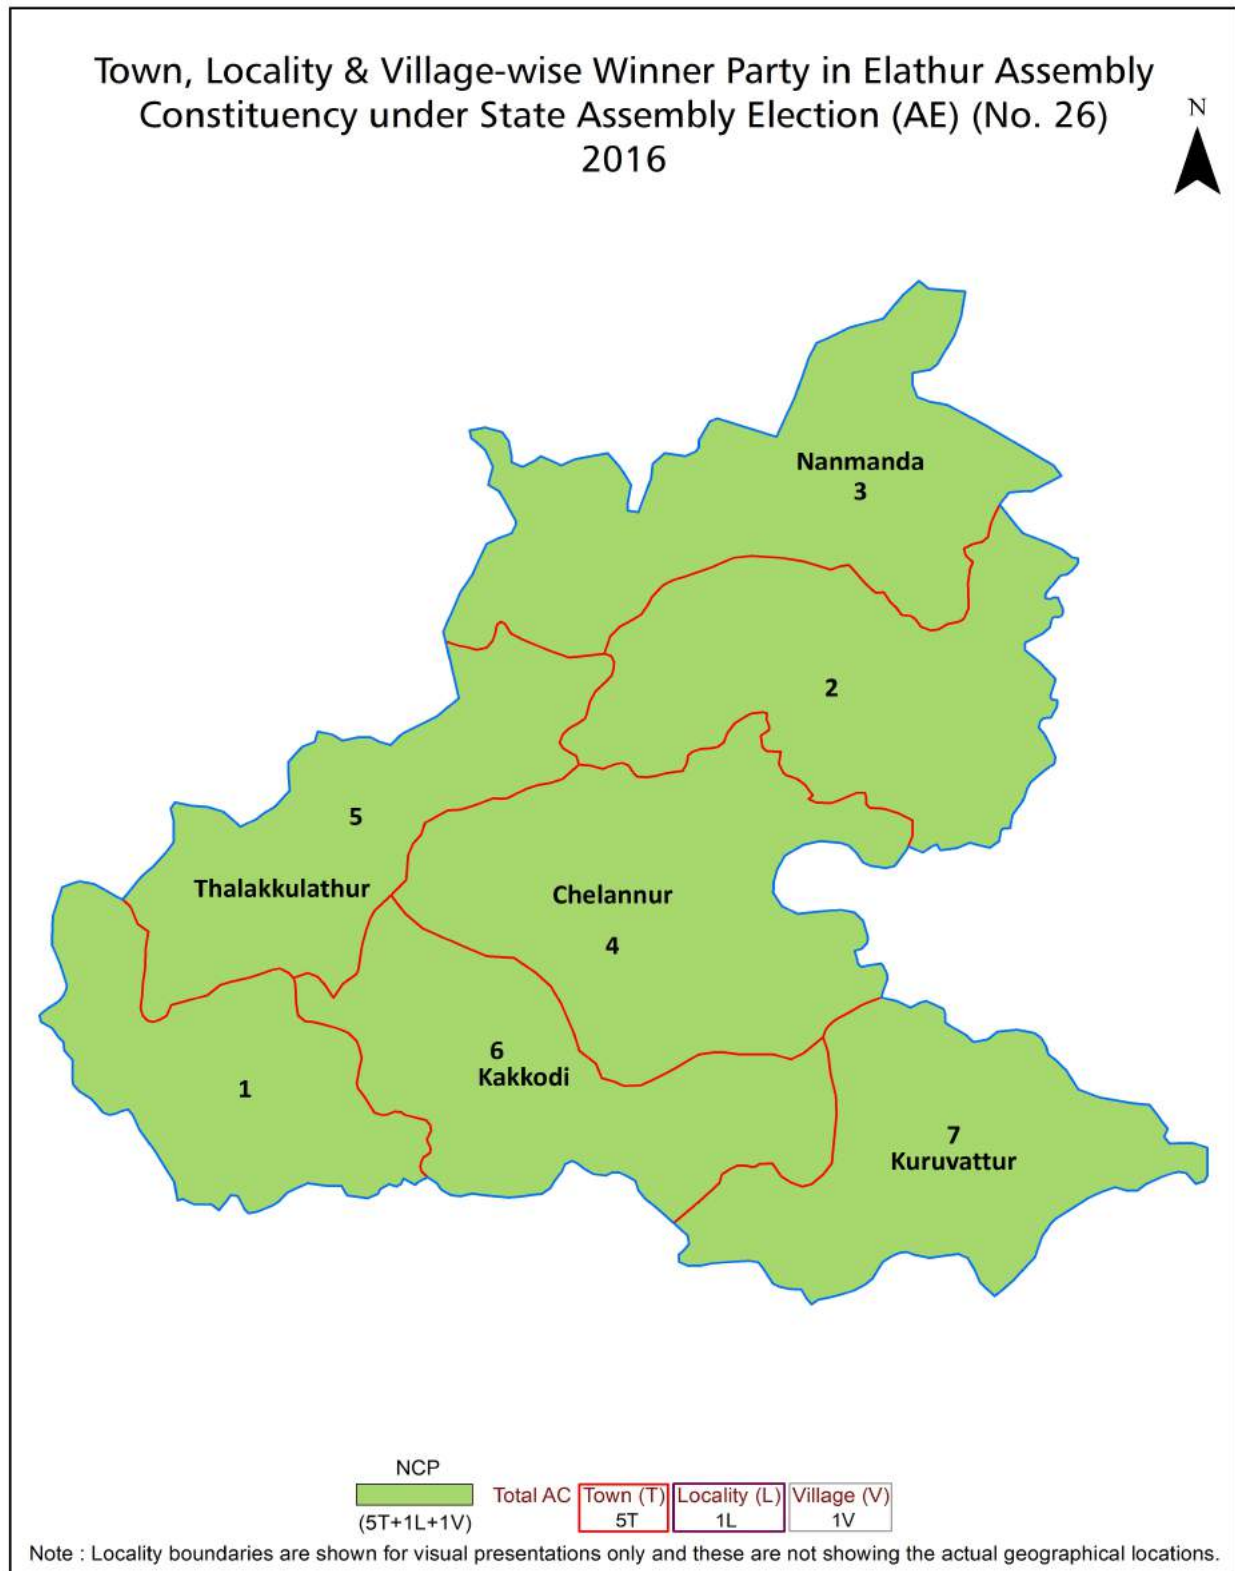 Town, Locality & Village-wise Winner Party in Elathur Assembly
Constituency under State Assembly Election (AE) (No. 26)
2016
N
Nanmanda
3
2
5
Thalakkulathur
Chelannur
4
6
Kakkodi
1
7
Kuruvattur
NCP
(5T+1L+1V)
Total AC
Town (T)
5T
Locality (L)
1L
Village (V)
1V
Note : Locality boundaries are shown for visual presentations only and these are not showing the actual geographical locations.